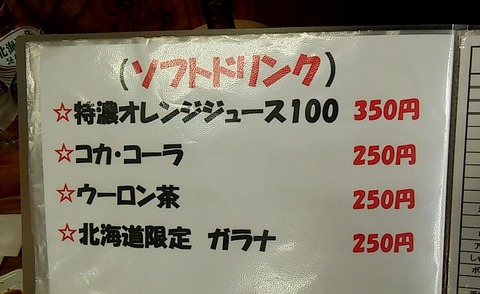 (ソフトドリンク)
☆特濃オレンジジュース100 350円
☆コカ・コーラ 250円
☆ウーロン茶 250円
☆北海道限定 ガラナ 250円